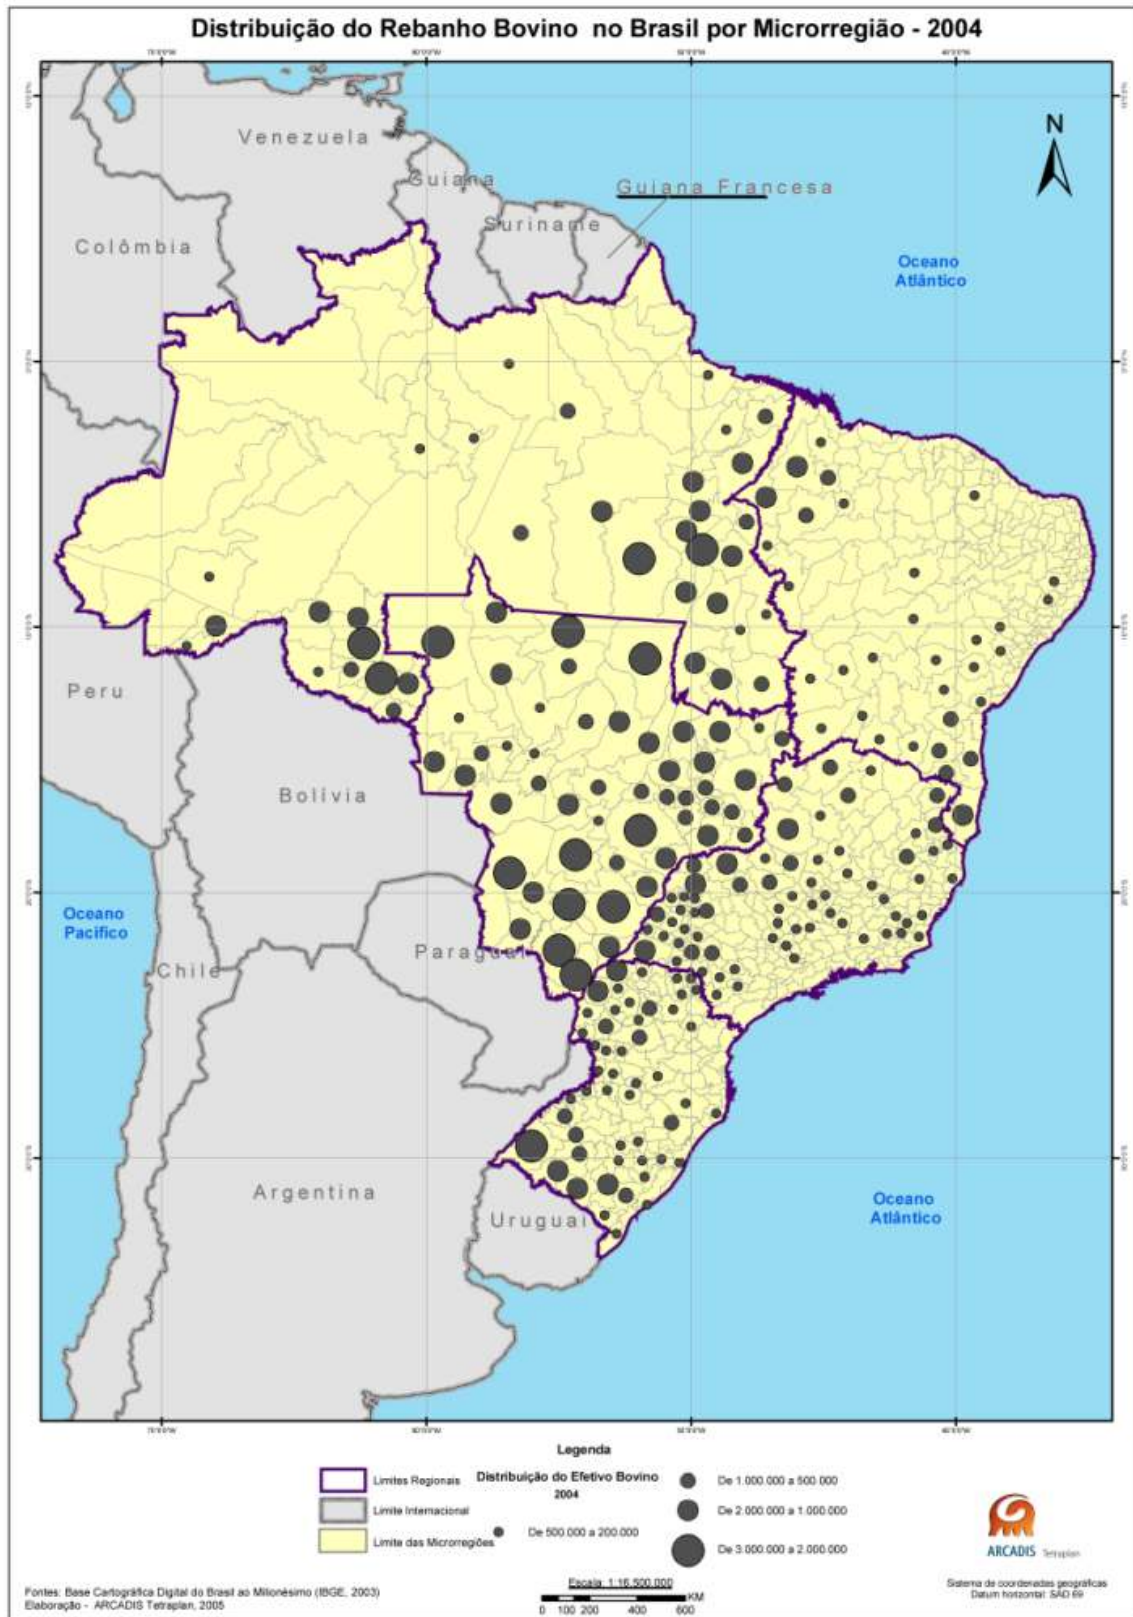 Distribuição do Rebanho Bovino no Brasil por Microrregião - 2004
N
Venezuela
Guiana
Guiana Francesa
Suriname
Colômbia
Oceano
Atlântico
Peru
Bolívia
Oceano
Pacifico
Chile
Paraguai
Argentina
Uruguai
Oceano
Atlântico
Legenda
Limites Regionais
Limite Internacional
Limite das Microrregiões
Distribuição do Efetivo Bovino
2004
De 500.000 a 200.000
De 1.000.000 a 500.000
De 2.000.000 a 1.000.000
De 3.000.000 a 2.000.000
ARCADIS Tetraplan
Fontes: Base Cartográfica Digital do Brasil ao Milionésimo (IBGE, 2003)
Elaboração - ARCADIS Tetraplan, 2005
Escala: 1:16.500.000
KM
0 100 200 400 600
Sistema de coordenadas geográficas
Datum horizontal: SAD 69